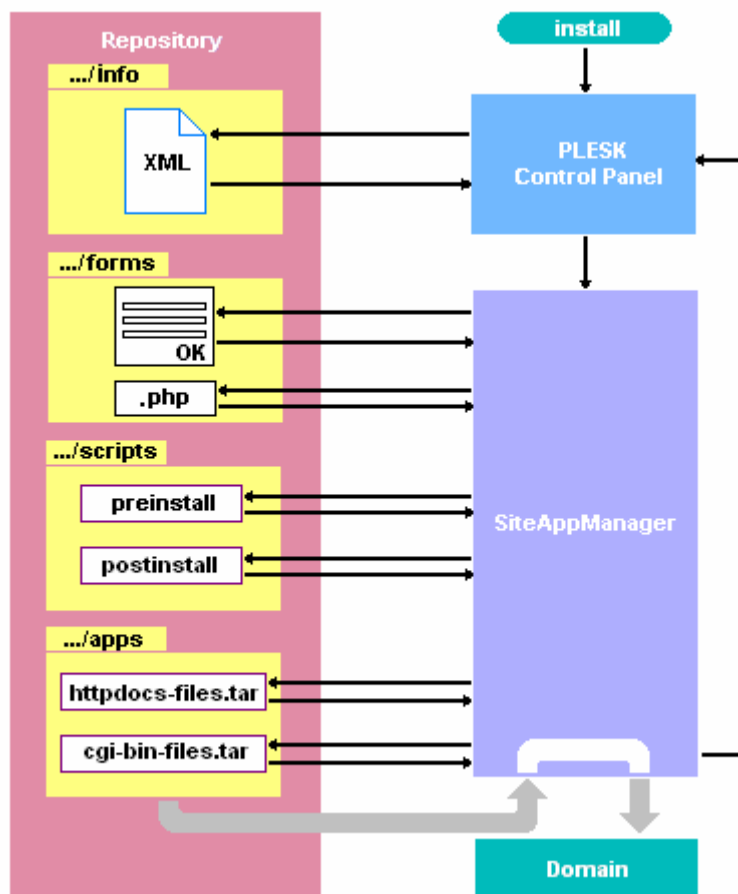 Repository
install
.../info
XML
PLESK
Control Panel
.../forms
OK
.php
.../scripts
preinstall
postinstall
SiteAppManager
.../apps
httpdocs-files.tar
cgi-bin-files.tar
Domain